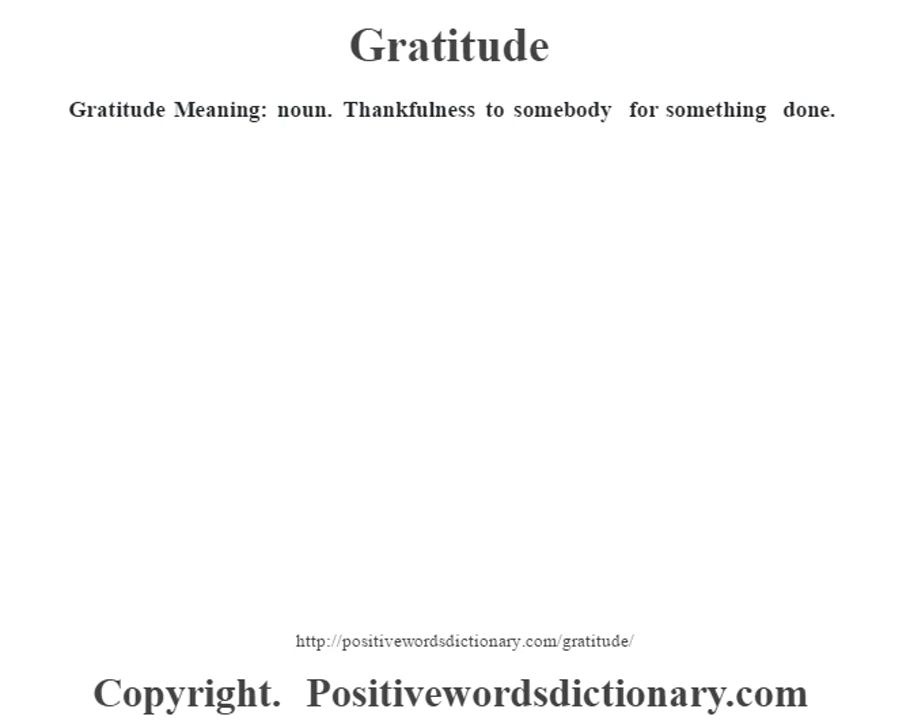 Gratitude
Gratitude Meaning: noun. Thankfulness to somebody for something done.
http://positivewordsdictionary.com/gratitude/
Copyright. Positivewordsdictionary.com